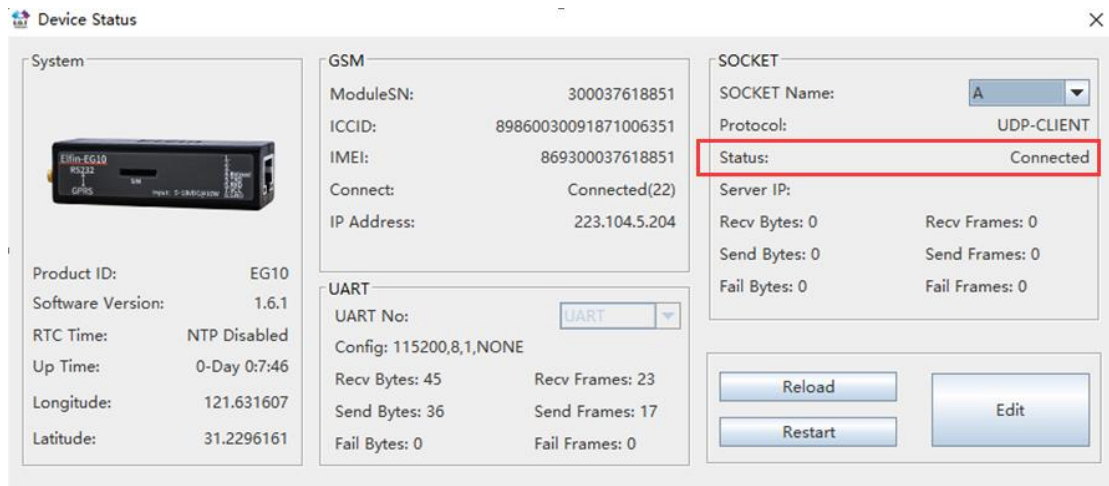 Device Status
System
Elfin-EG10
RS232
GPRS
SIM
Product ID: EG10
Software Version: 1.6.1
RTC Time: NTP Disabled
Up Time: 0-Day 0:7:46
Longitude: 121.631607
Latitude: 31.2296161
GSM
ModuleSN: 300037618851
ICCID: 89860030091871006351
IMEI: 869300037618851
Connect: Connected(22)
IP Address: 223.104.5.204
UART
UART No: UART
Config: 115200,8,1,NONE
Recv Bytes: 45 Recv Frames: 23
Send Bytes: 36 Send Frames: 17
Fail Bytes: 0 Fail Frames: 0
SOCKET
SOCKET Name: A
Protocol: UDP-CLIENT
Status: Connected
Server IP:
Recv Bytes: 0 Recv Frames: 0
Send Bytes: 0 Send Frames: 0
Fail Bytes: 0 Fail Frames: 0
Reload
Restart
Edit